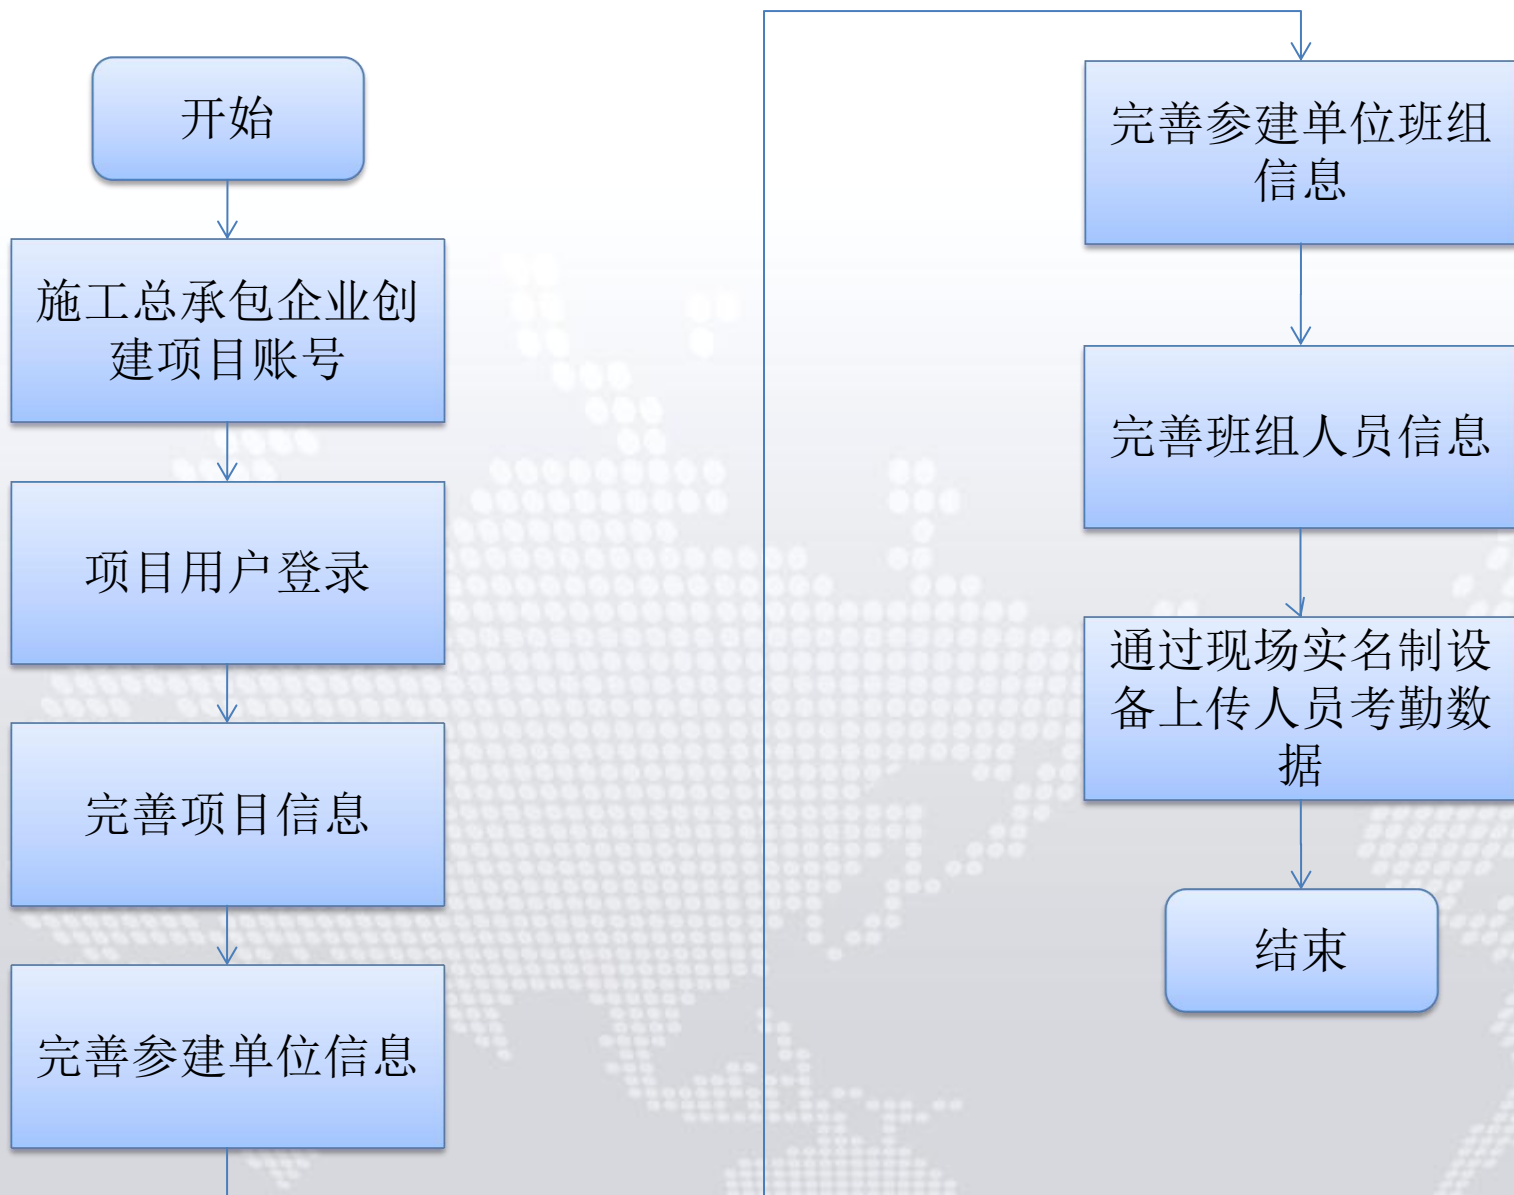 开始
施工总承包企业创
建项目账号
项目用户登录
完善项目信息
完善参建单位信息
完善参建单位班组
信息
完善班组人员信息
通过现场实名制设
备上传人员考勤数
据
结束